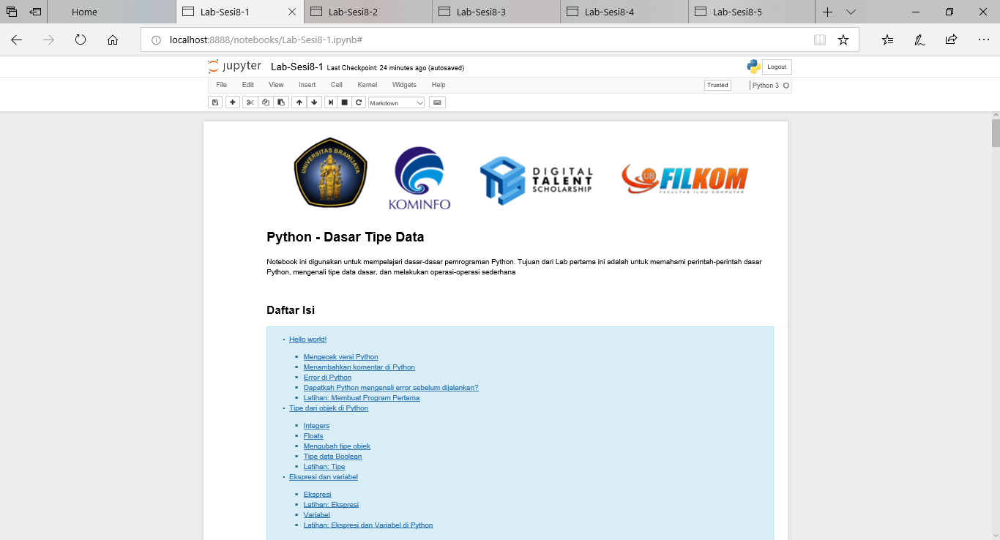 Home
Lab-Sesi8-1
Lab-Sesi8-2
Lab-Sesi8-3
Lab-Sesi8-4
Lab-Sesi8-5
localhost:8888/notebooks/Lab-Sesi8-1.ipynb#
jupyter Lab-Sesi8-1 Last Checkpoint: 24 minutes ago (autosaved)
Logout
File Edit View Insert Cell Kernel Widgets Help
Trusted
Python 3
Markdown
UNIVERSITAS BRAWIJAYA
KOMINFO
DIGITAL
TALENT
SCHOLARSHIP
UB
FILKOM
FAKULTAS ILMU KOMPUTER
Python - Dasar Tipe Data
Notebook ini digunakan untuk mempelajari dasar-dasar pemrograman Python. Tujuan dari Lab pertama ini adalah untuk memahami perintah-perintah dasar
Python, mengenali tipe data dasar, dan melakukan operasi-operasi sederhana
Daftar Isi
Hello world!
Mengecek versi Python
Menambahkan komentar di Python
Error di Python
Dapatkah Python mengenali error sebelum dijalankan?
Latihan: Membuat Program Pertama
Tipe dari objek di Python
Integers
Floats
Mengubah tipe objek
Tipe data Boolean
Latihan: Tipe
Ekspresi dan variabel
Ekspresi
Latihan: Ekspresi
Variabel
Latihan: Ekspresi dan Variabel di Python